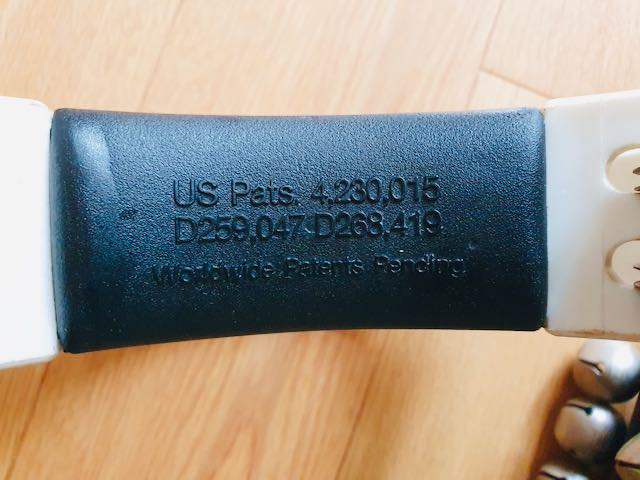 US Pats. 4,230,015
D259,047 D268,419
Worldwide Patents Pending